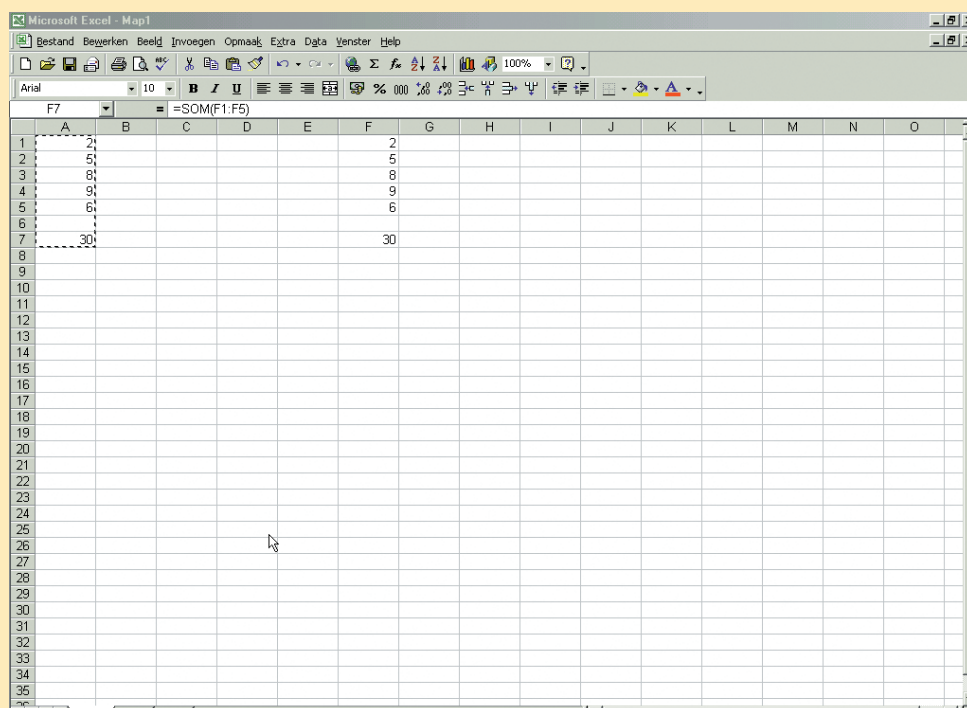 Microsoft Excel - Map1
Bestand Bewerken Beeld Invoegen Opmaak Extra Data Venster Help
100%
Arial 10 B I U % 000
F7 = =SOM(F1:F5)
A B C D E F G H I J K L M N O
1 2 2
2 5 5
3 8 8
4 9 9
5 6 6
6
7 30 30
8
9
10
11
12
13
14
15
16
17
18
19
20
21
22
23
24
25
26
27
28
29
30
31
32
33
34
35